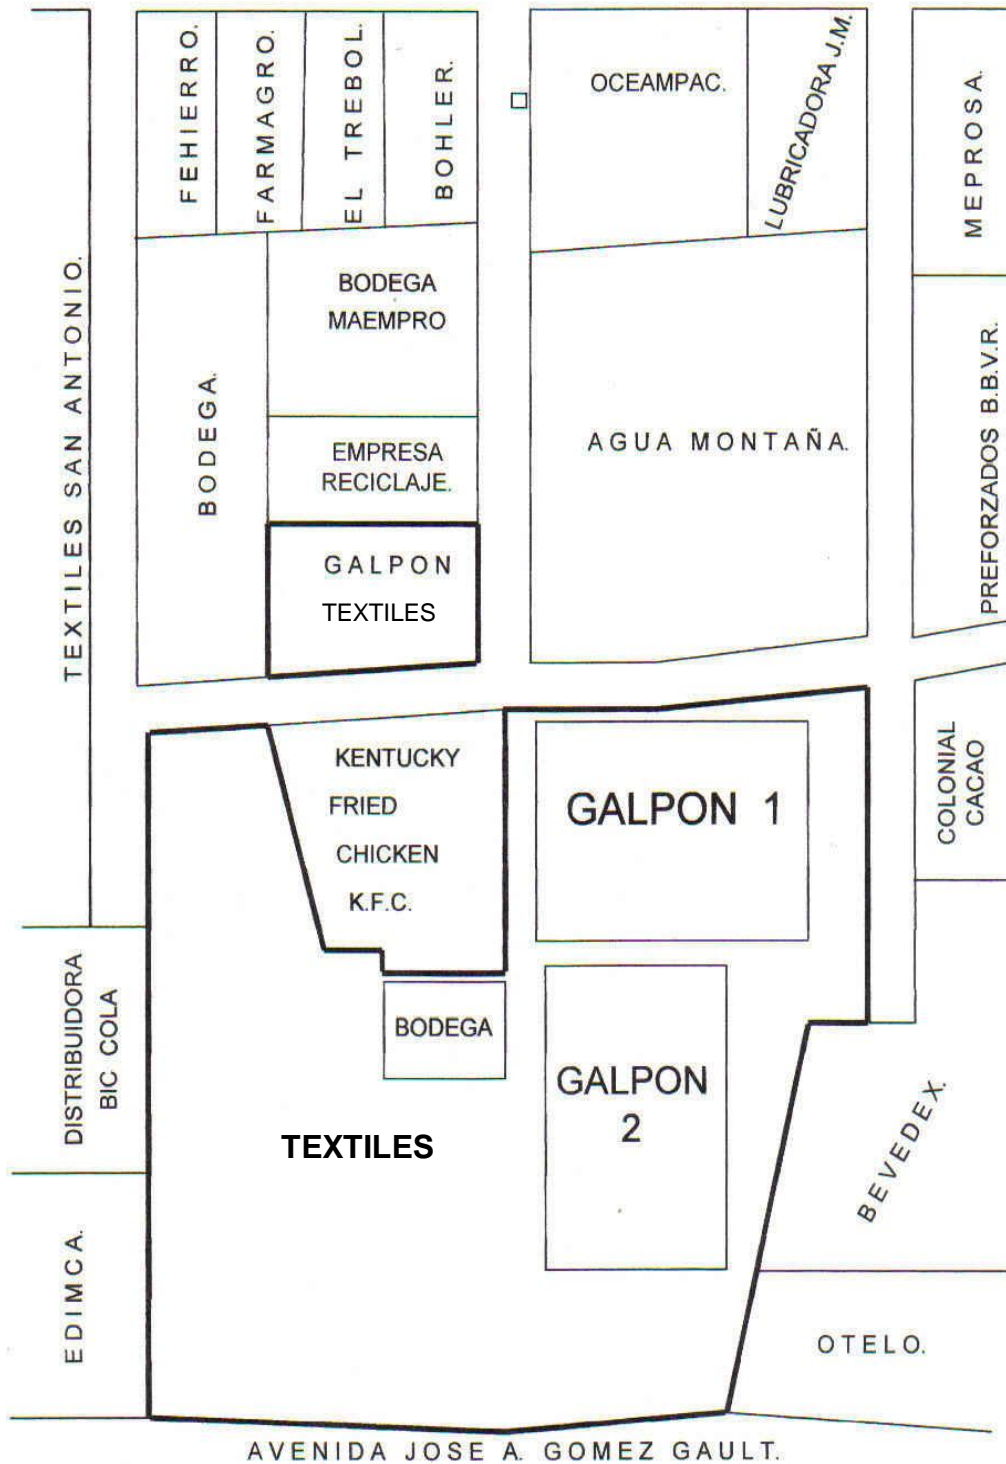 FEHIERRO.
FARMAGRO.
EL TREBOL.
BOHLER.
OCEAMPAC.
LUBRICADORA J.M.
MEPROSA.
TEXTILES SAN ANTONIO.
BODEGA.
BODEGA
MAEMPRO
EMPRESA
RECICLAJE.
GALPON
TEXTILES
AGUA MONTAÑA.
PREFORZADOS B.B.V.R.
KENTUCKY
FRIED
CHICKEN
K.F.C.
GALPON 1
COLONIAL
CACAO
DISTRIBUIDORA
BIC COLA
BODEGA
GALPON
2
TEXTILES
BEVEDEX.
EDIMCA.
OTELO.
AVENIDA JOSE A. GOMEZ GAULT.